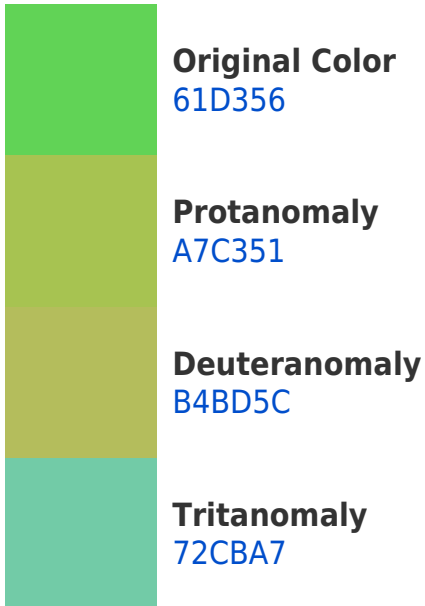 Original Color
61D356
Protanomaly
A7C351
Deuteranomaly
B4BD5C
Tritanomaly
72CBA7